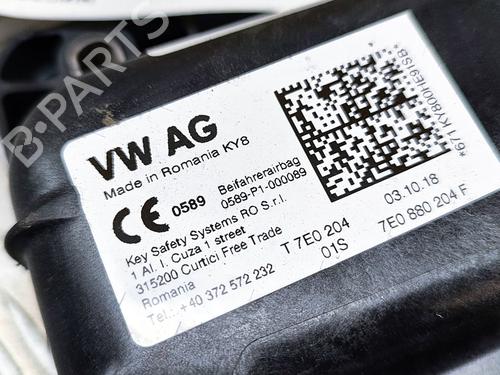 B-PARTS
VW AG
Made in Romania KY8
CE 0589
Beifahrerairbag
0589-P1-000089
Key Safety Systems RO S.r.l.
1 Al. I. Cuza 1 street
315200 Curtici Free Trade
Romania
Tel.: +40 372 572 232
T 7E0 204
01S
03.10.18
7E0 880 204 F
*671KY800HE91SB*